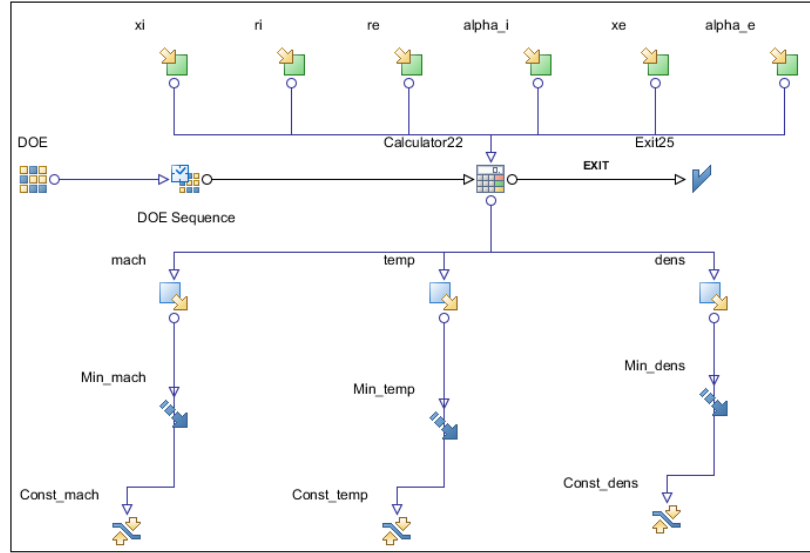 xi ri re alpha_i xe alpha_e
DOE Calculator22 Exit25
EXIT
DOE Sequence
mach temp dens
Min_mach Min_temp Min_dens
Const_mach Const_temp Const_dens